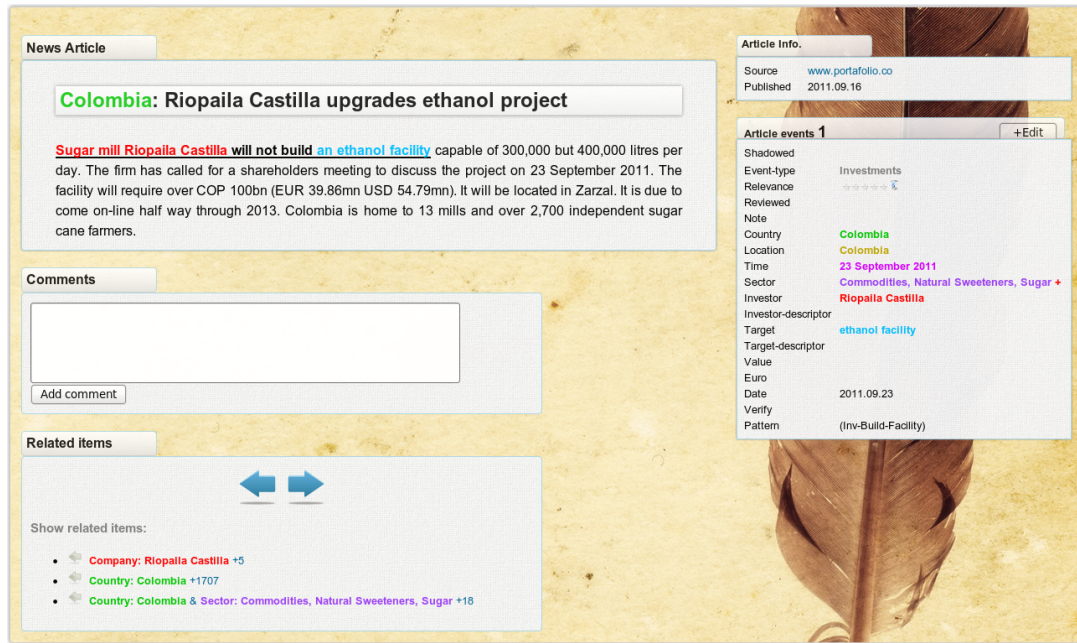 News Article
Colombia: Riopaila Castilla upgrades ethanol project
Sugar mill Riopaila Castilla will not build an ethanol facility capable of 300,000 but 400,000 litres per
day. The firm has called for a shareholders meeting to discuss the project on 23 September 2011. The
facility will require over COP 100bn (EUR 39.86mn USD 54.79mn). It will be located in Zarzal. It is due to
come on-line half way through 2013. Colombia is home to 13 mills and over 2,700 independent sugar
cane farmers.
Comments
Add comment
Related items
Show related items:
Company: Riopaila Castilla +5
Country: Colombia +1707
Country: Colombia & Sector: Commodities, Natural Sweeteners, Sugar +18
Article Info.
Source www.portafolio.co
Published 2011.09.16
Article events 1 +Edit
Shadowed
Event-type Investments
Relevance
Reviewed
Note
Country Colombia
Location Colombia
Time 23 September 2011
Sector Commodities, Natural Sweeteners, Sugar +
Investor Riopaila Castilla
Investor-descriptor
Target ethanol facility
Target-descriptor
Value
Euro
Date 2011.09.23
Verify
Pattern (Inv-Build-Facility)